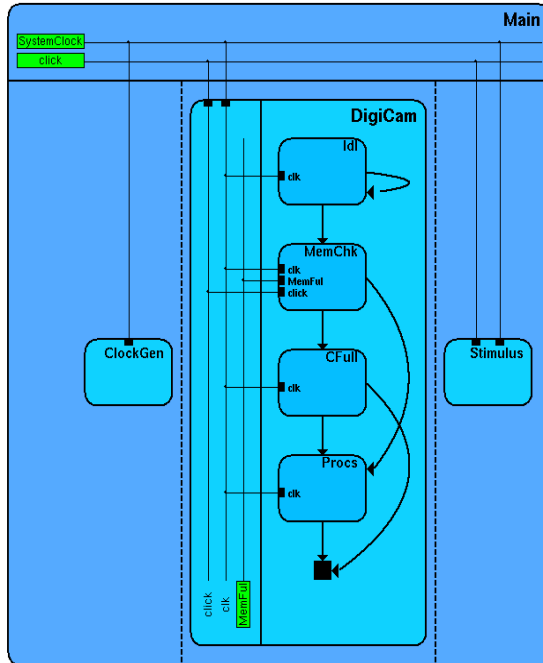 Main
SystemClock
click
DigiCam
Idl
clk
MemChk
clk
MemFul
click
ClockGen
CFull
clk
Stimulus
Procs
clk
click
clk
MemFul